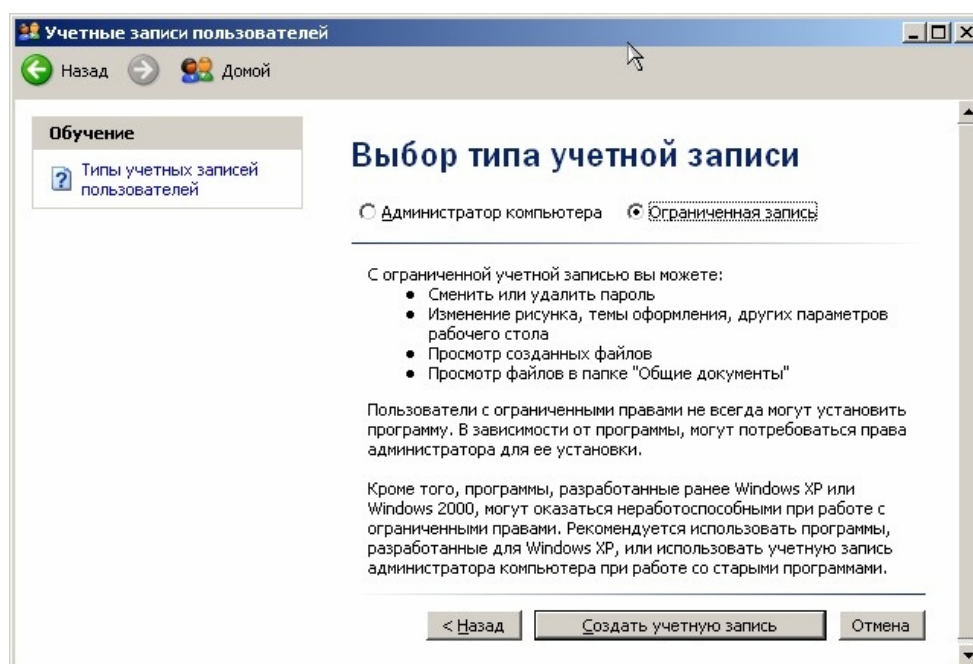 Учетные записи пользователей
Назад Домой
Обучение
Типы учетных записей
пользователей
Выбор типа учетной записи
Администратор компьютера Ограниченная запись
С ограниченной учетной записью вы можете:
Сменить или удалить пароль
Изменение рисунка, темы оформления, других параметров
рабочего стола
Просмотр созданных файлов
Просмотр файлов в папке "Общие документы"
Пользователи с ограниченными правами не всегда могут установить
программу. В зависимости от программы, могут потребоваться права
администратора для ее установки.
Кроме того, программы, разработанные ранее Windows XP или
Windows 2000, могут оказаться неработоспособными при работе с
ограниченными правами. Рекомендуется использовать программы,
разработанные для Windows XP, или использовать учетную запись
администратора компьютера при работе со старыми программами.
< Назад Создать учетную запись Отмена